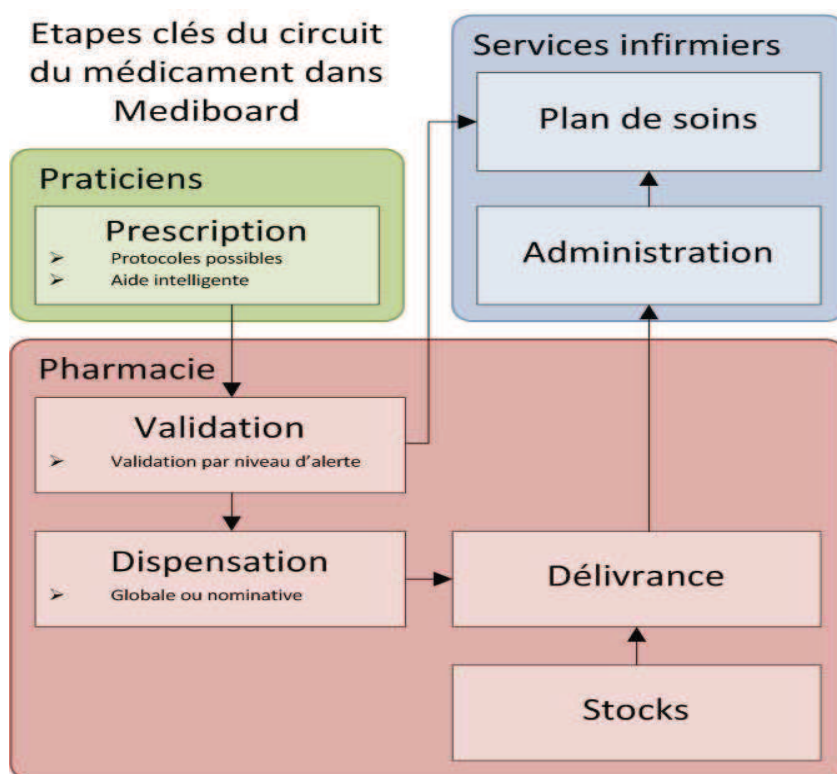 Etapes clés du circuit
du médicament dans
Mediboard
Praticiens
Prescription
➢ Protocoles possibles
➢ Aide intelligente
Services infirmiers
Plan de soins
Administration
Pharmacie
Validation
➢ Validation par niveau d’alerte
Dispensation
➢ Globale ou nominative
Délivrance
Stocks